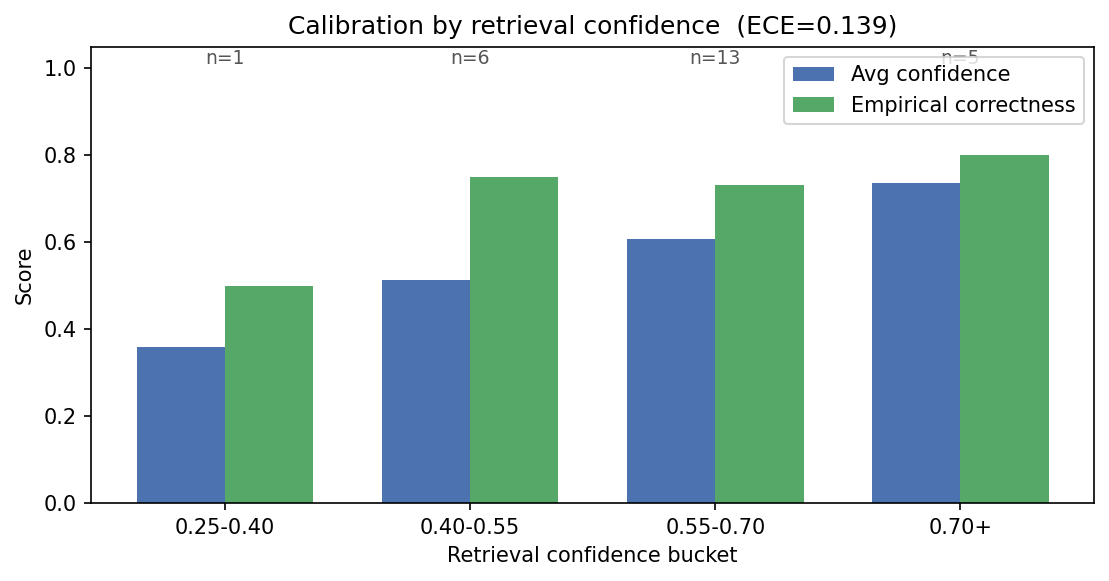 Calibration by retrieval confidence (ECE=0.139)
n=1 n=6 n=13 n=5
Avg confidence
Empirical correctness
1.0
0.8
0.6
0.4
0.2
0.0
Score
0.25-0.40 0.40-0.55 0.55-0.70 0.70+
Retrieval confidence bucket